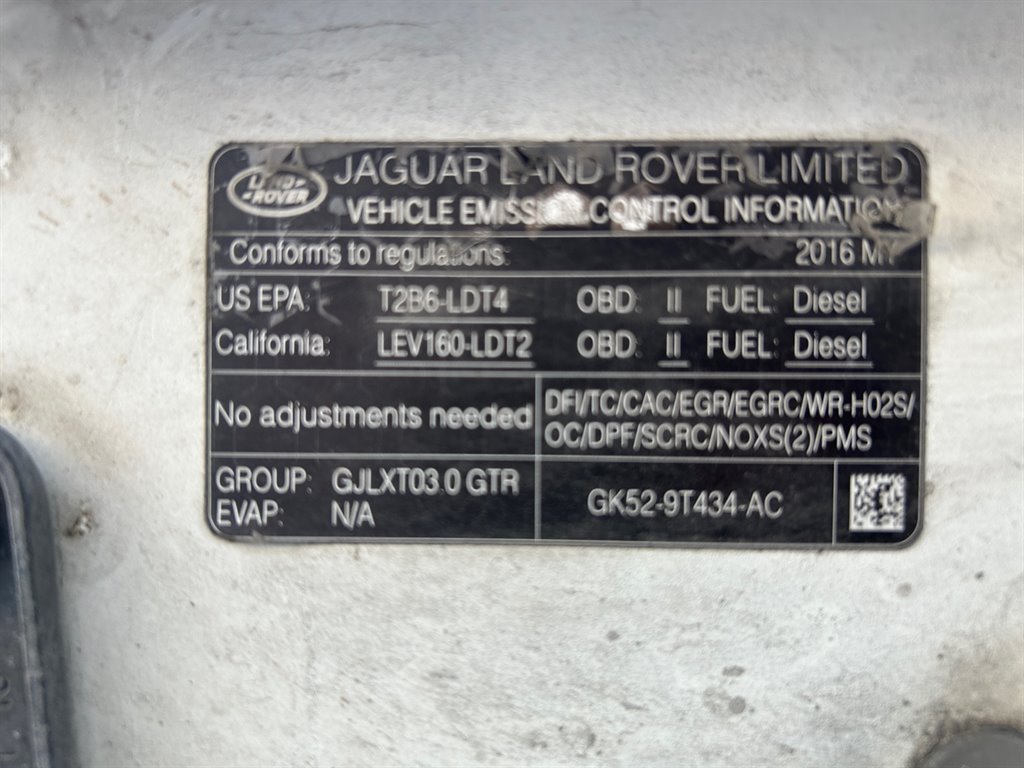 LAND ROVER
JAGUAR LAND ROVER LIMITED
VEHICLE EMISSION CONTROL INFORMATION
Conforms to regulations: 2016 MY
US EPA: T2B6-LDT4 OBD: II FUEL: Diesel
California: LEV160-LDT2 OBD: II FUEL: Diesel
No adjustments needed
DFI/TC/CAC/EGR/EGRC/WR-H02S/
OC/DPF/SCRC/NOXS(2)/PMS
GROUP: GJLXT03.0 GTR
EVAP: N/A
GK52-9T434-AC